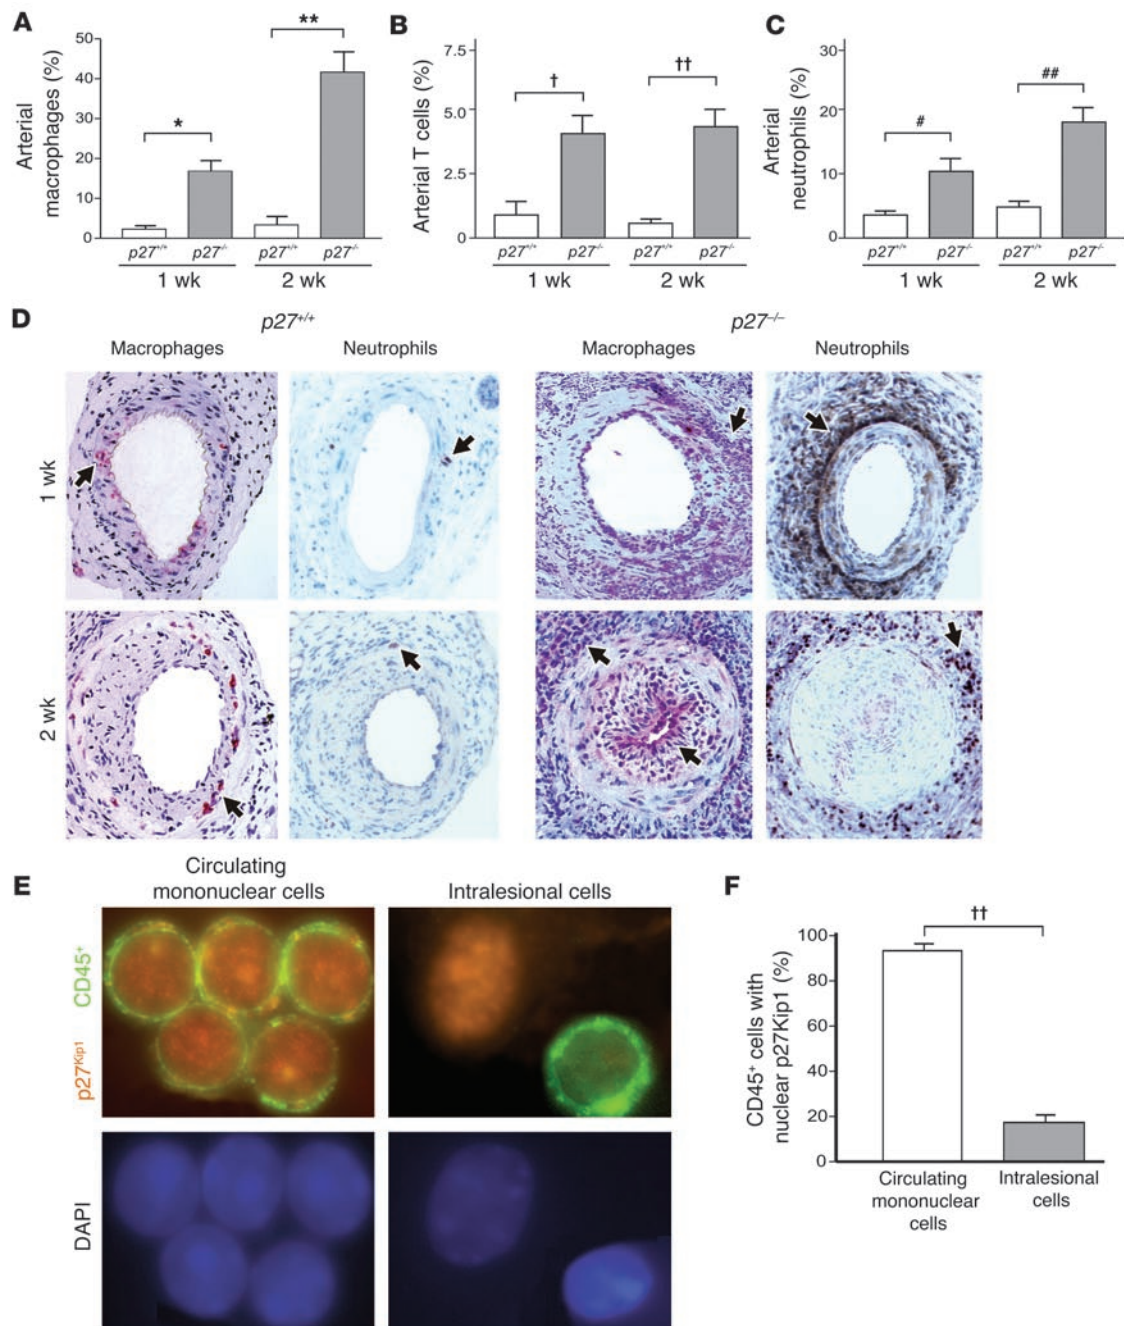 A
Arterial
macrophages (%)
50
40
30
20
10
0
*
**
p27+/+ p27-/- p27+/+ p27-/-
1 wk 2 wk
B
Arterial T cells (%)
7.5
5.0
2.5
0
†
††
p27+/+ p27-/- p27+/+ p27-/-
1 wk 2 wk
C
Arterial
neutrophils (%)
30
20
10
0
#
##
p27+/+ p27-/- p27+/+ p27-/-
1 wk 2 wk
D
p27+/+ p27–/–
Macrophages Neutrophils Macrophages Neutrophils
1 wk
2 wk
E
Circulating
mononuclear cells
Intralesional cells
p27Kip1 CD45+
DAPI
F
CD45+ cells with
nuclear p27Kip1 (%)
100
80
60
40
20
0
††
Circulating
mononuclear
cells
Intralesional
cells